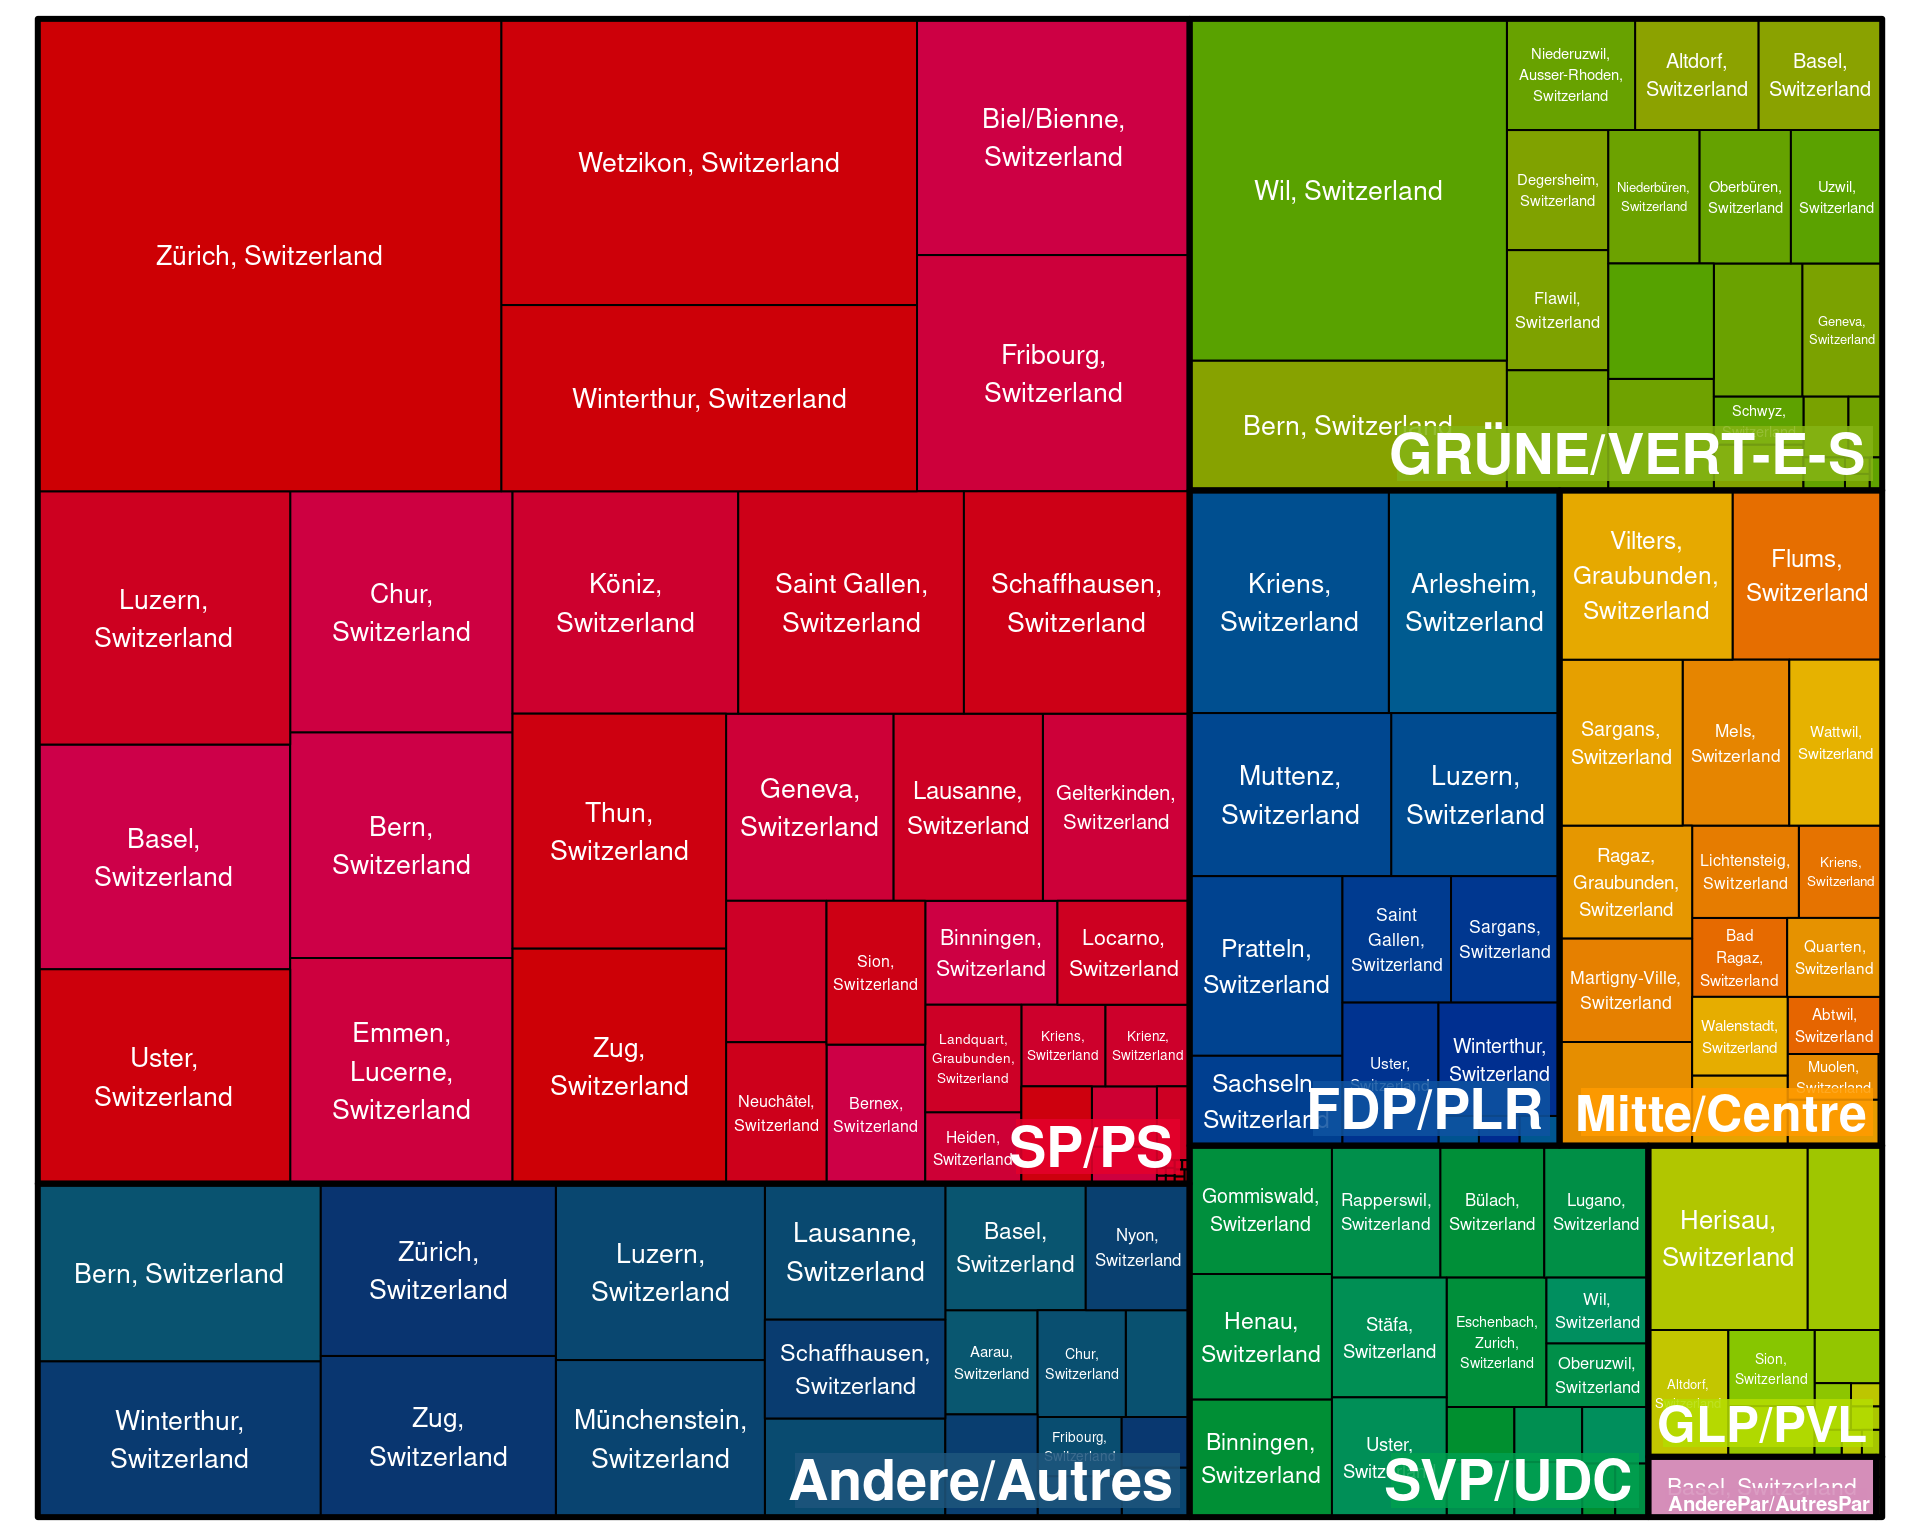 Zürich, Switzerland
Wetzikon, Switzerland
Winterthur, Switzerland
Biel/Bienne,
Switzerland
Fribourg,
Switzerland
Luzern,
Switzerland
Chur,
Switzerland
Köniz,
Switzerland
Saint Gallen,
Switzerland
Schaffhausen,
Switzerland
Basel,
Switzerland
Bern,
Switzerland
Thun,
Switzerland
Geneva,
Switzerland
Lausanne,
Switzerland
Gelterkinden,
Switzerland
Uster,
Switzerland
Emmen,
Lucerne,
Switzerland
Zug,
Switzerland
Sion,
Switzerland
Binningen,
Switzerland
Locarno,
Switzerland
Landquart,
Graubunden,
Switzerland
Kriens,
Switzerland
Krienz,
Switzerland
Neuchâtel,
Switzerland
Bernex,
Switzerland
Heiden,
Switzerland
SP/PS
Bern, Switzerland
Zürich,
Switzerland
Luzern,
Switzerland
Lausanne,
Switzerland
Basel,
Switzerland
Nyon,
Switzerland
Winterthur,
Switzerland
Zug,
Switzerland
Münchenstein,
Switzerland
Schaffhausen,
Switzerland
Aarau,
Switzerland
Chur,
Switzerland
Fribourg,
Switzerland
Andere/Autres
Wil, Switzerland
Bern, Switzerland
Niederuzwil,
Ausser-Rhoden,
Switzerland
Altdorf,
Switzerland
Basel,
Switzerland
Degersheim,
Switzerland
Niederbüren,
Switzerland
Oberbüren,
Switzerland
Uzwil,
Switzerland
Flawil,
Switzerland
Geneva,
Switzerland
Schwyz,
Switzerland
GRÜNE/VERT-E-S
Kriens,
Switzerland
Arlesheim,
Switzerland
Muttenz,
Switzerland
Luzern,
Switzerland
Pratteln,
Switzerland
Saint
Gallen,
Switzerland
Sargans,
Switzerland
Sachseln,
Switzerland
Uster,
Switzerland
Winterthur,
Switzerland
FDP/PLR
Vilters,
Graubunden,
Switzerland
Flums,
Switzerland
Sargans,
Switzerland
Mels,
Switzerland
Wattwil,
Switzerland
Ragaz,
Graubunden,
Switzerland
Lichtensteig,
Switzerland
Kriens,
Switzerland
Bad
Ragaz,
Switzerland
Quarten,
Switzerland
Martigny-Ville,
Switzerland
Walenstadt,
Switzerland
Abtwil,
Switzerland
Muolen,
Switzerland
Mitte/Centre
Gommiswald,
Switzerland
Rapperswil,
Switzerland
Bülach,
Switzerland
Lugano,
Switzerland
Henau,
Switzerland
Stäfa,
Switzerland
Eschenbach,
Zurich,
Switzerland
Wil,
Switzerland
Oberuzwil,
Switzerland
Binningen,
Switzerland
Uster,
Switzerland
SVP/UDC
Herisau,
Switzerland
Altdorf,
Switzerland
Sion,
Switzerland
GLP/PVL
Basel, Switzerland
AnderePar/AutresPar